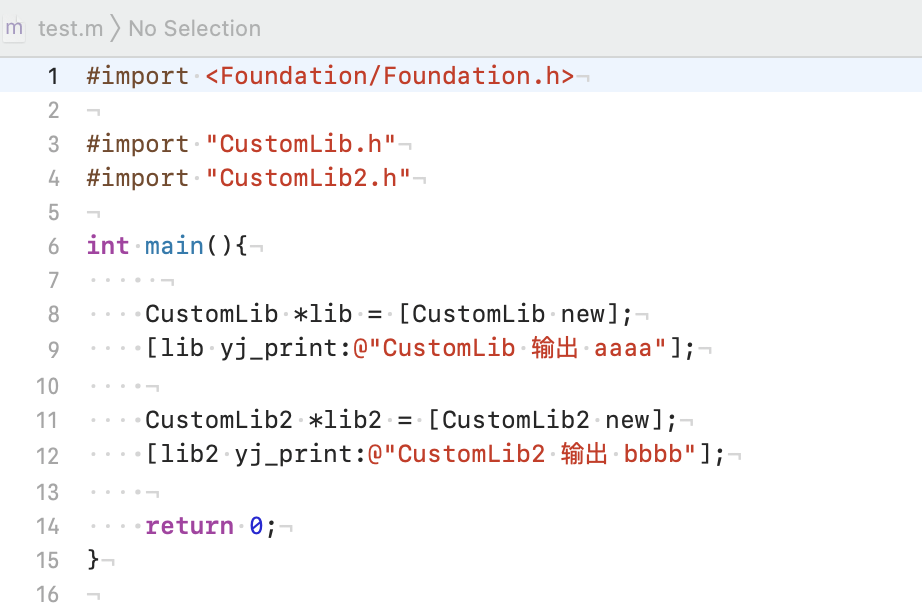 m test.m 〉 No Selection
1 #import <Foundation/Foundation.h>
2
3 #import "CustomLib.h"
4 #import "CustomLib2.h"
5
6 int main(){
7
8     CustomLib *lib = [CustomLib new];
9     [lib yj_print:@"CustomLib 输出 aaaa"];
10
11     CustomLib2 *lib2 = [CustomLib2 new];
12     [lib2 yj_print:@"CustomLib2 输出 bbbb"];
13
14     return 0;
15 }
16